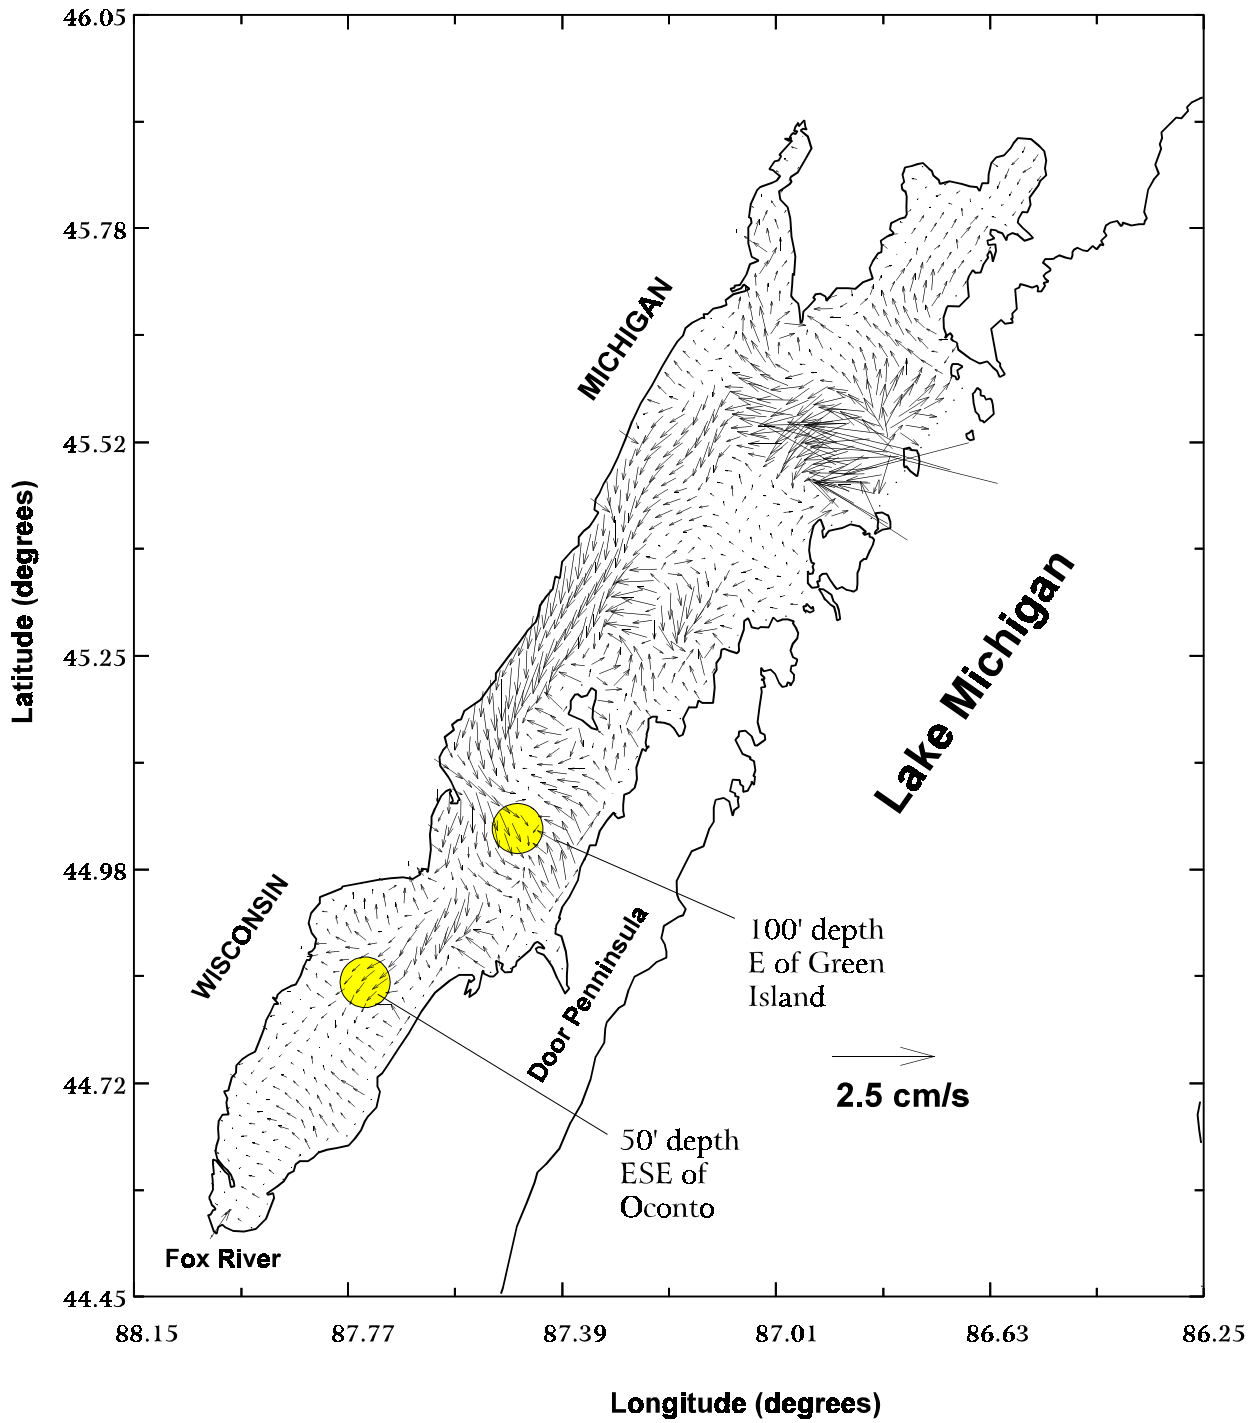 46.05
45.78
45.52
45.25
44.98
44.72
44.45
88.15
87.77
87.39
87.01
86.63
86.25
Latitude (degrees)
Longitude (degrees)
MICHIGAN
WISCONSIN
Lake Michigan
Door Penninsula
100' depth
E of Green
Island
2.5 cm/s
50' depth
ESE of
Oconto
Fox River